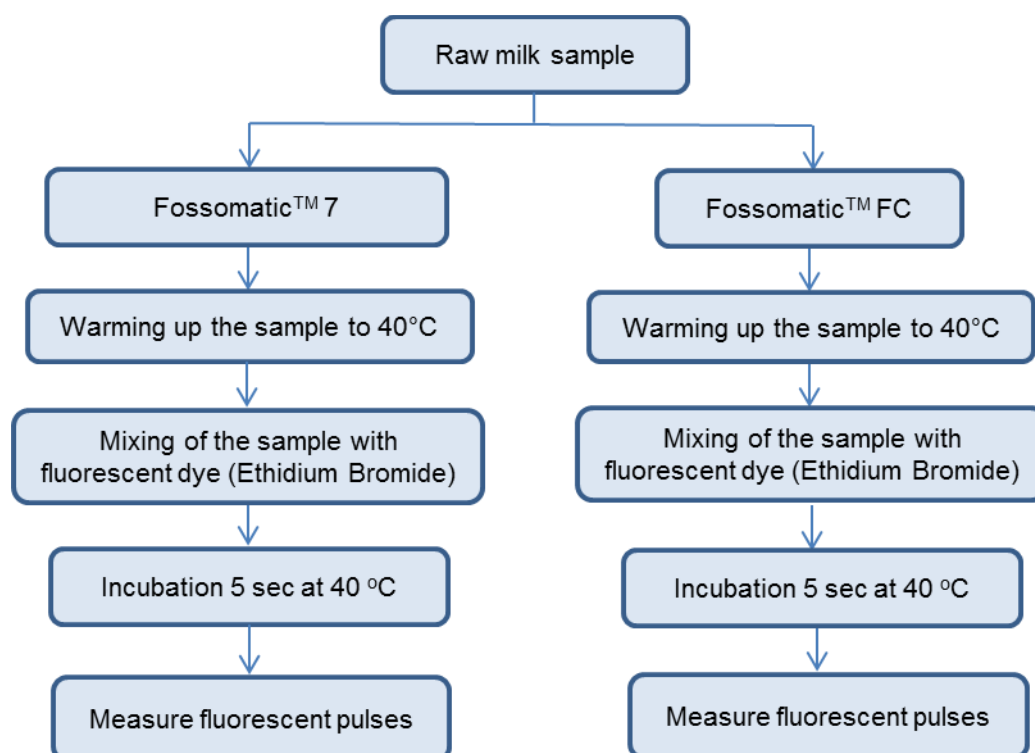 Raw milk sample
Fossomatic™ 7
Warming up the sample to 40°C
Mixing of the sample with
fluorescent dye (Ethidium Bromide)
Incubation 5 sec at 40 ºC
Measure fluorescent pulses
Fossomatic™ FC
Warming up the sample to 40°C
Mixing of the sample with
fluorescent dye (Ethidium Bromide)
Incubation 5 sec at 40 ºC
Measure fluorescent pulses